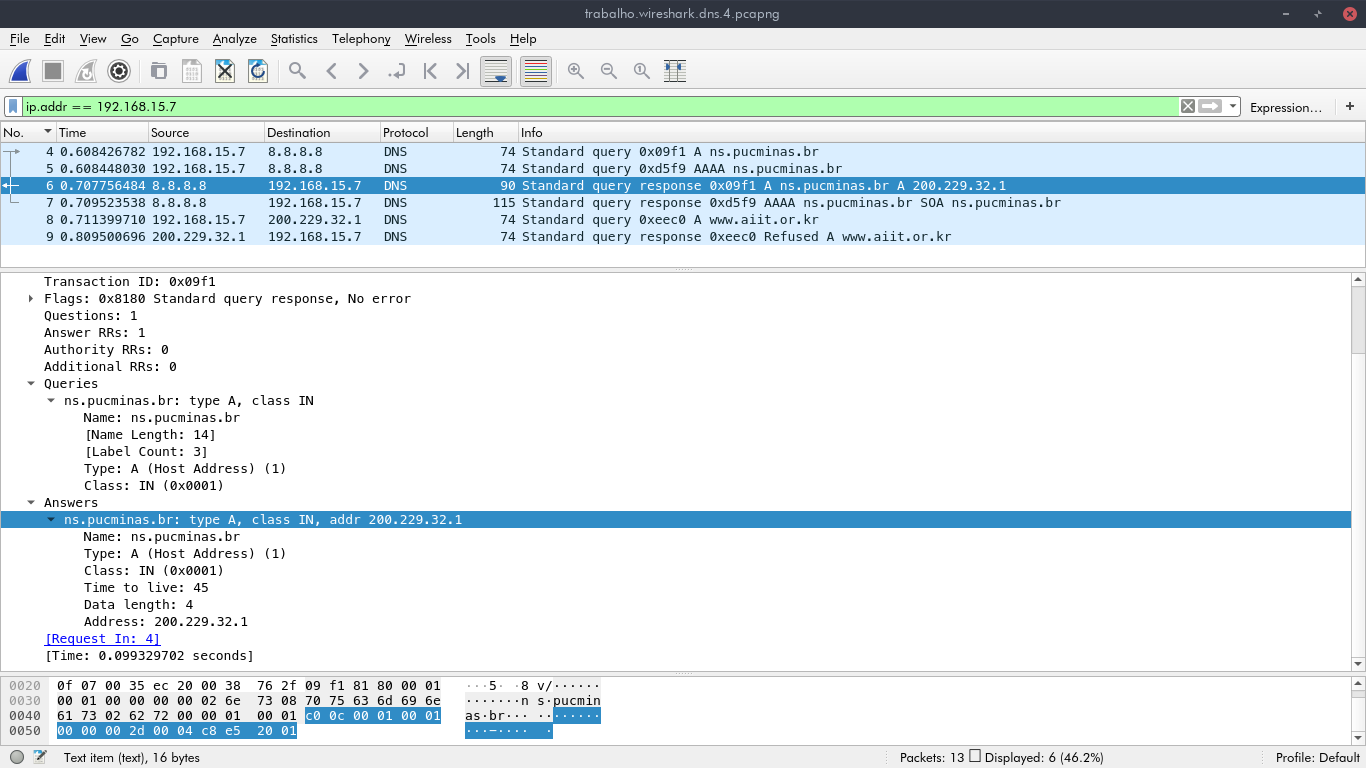 trabalho.wireshark.dns.4.pcapng
File Edit View Go Capture Analyze Statistics Telephony Wireless Tools Help
ip.addr == 192.168.15.7 Expression… +
No. Time Source Destination Protocol Length Info
4 0.608426782 192.168.15.7 8.8.8.8 DNS 74 Standard query 0x09f1 A ns.pucminas.br
5 0.608448030 192.168.15.7 8.8.8.8 DNS 74 Standard query 0xd5f9 AAAA ns.pucminas.br
6 0.707756484 8.8.8.8 192.168.15.7 DNS 90 Standard query response 0x09f1 A ns.pucminas.br A 200.229.32.1
7 0.709523538 8.8.8.8 192.168.15.7 DNS 115 Standard query response 0xd5f9 AAAA ns.pucminas.br SOA ns.pucminas.br
8 0.711399710 192.168.15.7 200.229.32.1 DNS 74 Standard query 0xeec0 A www.aiit.or.kr
9 0.809500696 200.229.32.1 192.168.15.7 DNS 74 Standard query response 0xeec0 Refused A www.aiit.or.kr
Transaction ID: 0x09f1
Flags: 0x8180 Standard query response, No error
Questions: 1
Answer RRs: 1
Authority RRs: 0
Additional RRs: 0
Queries
ns.pucminas.br: type A, class IN
Name: ns.pucminas.br
[Name Length: 14]
[Label Count: 3]
Type: A (Host Address) (1)
Class: IN (0x0001)
Answers
ns.pucminas.br: type A, class IN, addr 200.229.32.1
Name: ns.pucminas.br
Type: A (Host Address) (1)
Class: IN (0x0001)
Time to live: 45
Data length: 4
Address: 200.229.32.1
[Request In: 4]
[Time: 0.099329702 seconds]
0020 0f 07 00 35 ec 20 00 38 76 2f 09 f1 81 80 00 01 ···5· ·8 v/······
0030 00 01 00 00 00 00 02 6e 73 08 70 75 63 6d 69 6e ·······n s·pucmin
0040 61 73 02 62 72 00 00 01 00 01 c0 0c 00 01 00 01 as·br··· ········
0050 00 00 00 2d 00 04 c8 e5 20 01 ···-···· ·
Text item (text), 16 bytes Packets: 13 Displayed: 6 (46.2%) Profile: Default